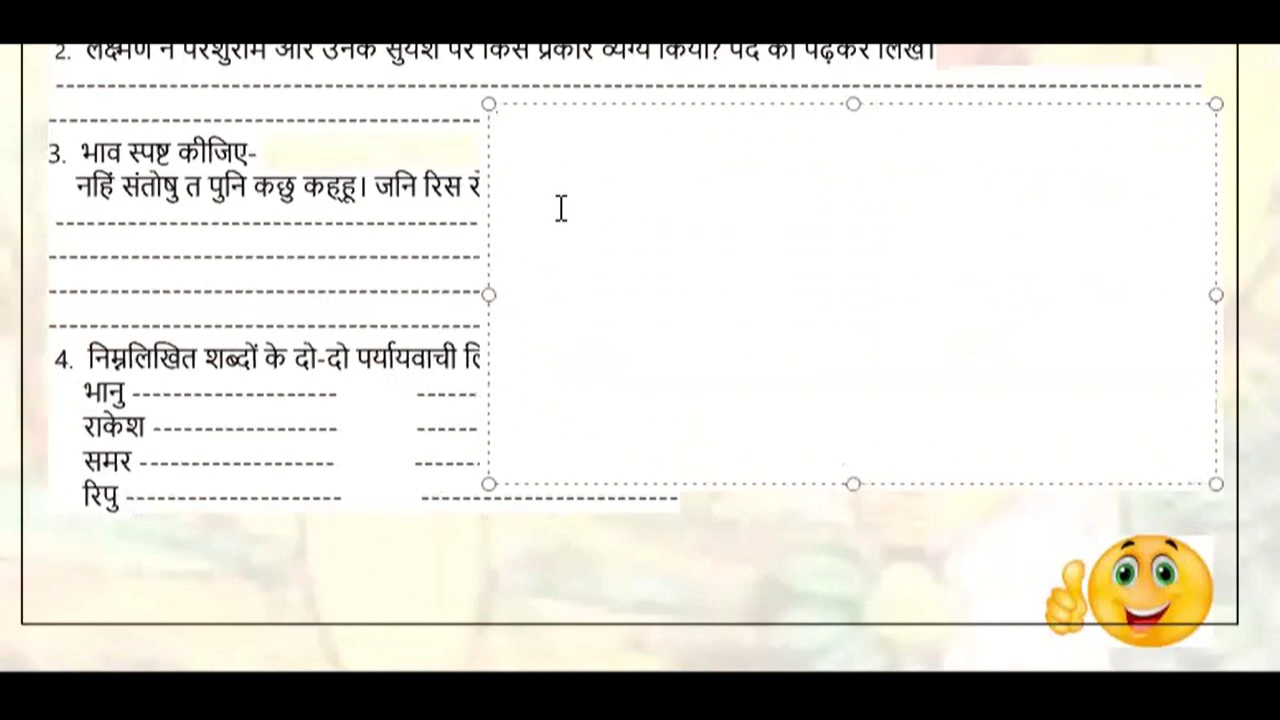 2. लक्ष्मण ने परशुराम और उनके सुयश पर किस प्रकार व्यंग्य किया? पद को पढ़कर लिखें।
3. भाव स्पष्ट कीजिए-
नहिं संतोषु त पुनि कछु कहहू। जनि रिस
4. निम्नलिखित शब्दों के दो-दो पर्यायवाची
भानु
राकेश
समर
रिपु